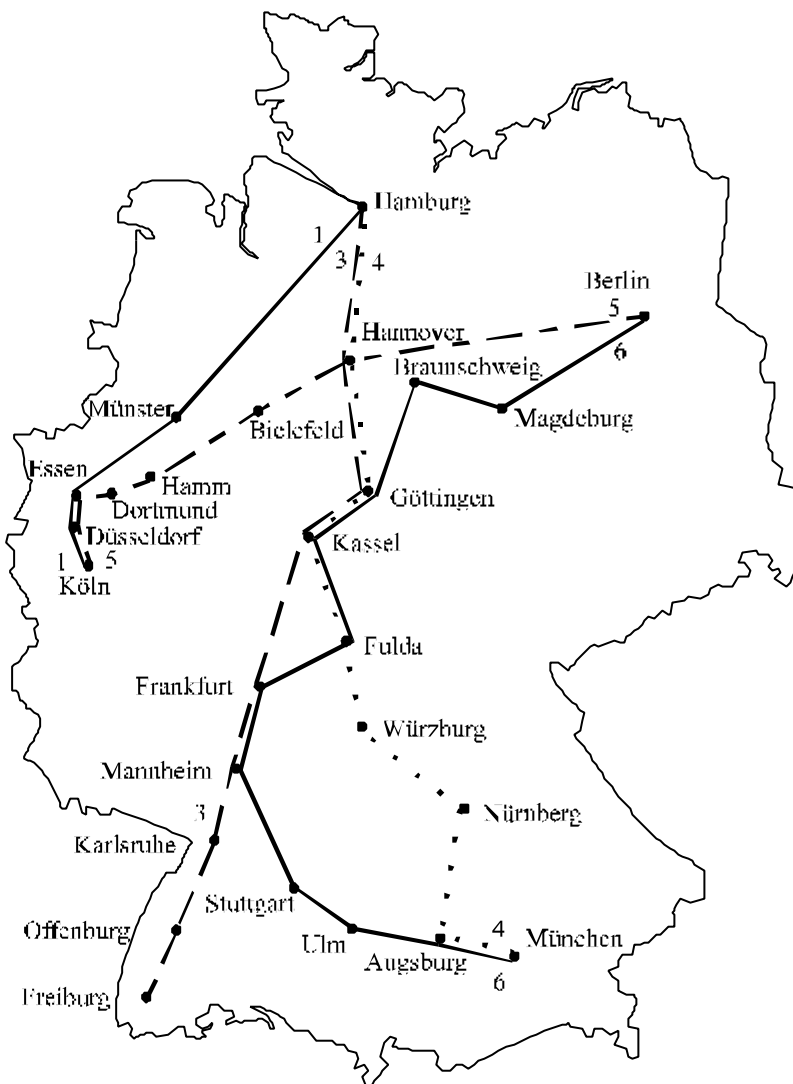 Hamburg
1
3
4
Berlin
5
Hannover
6
Braunschweig
Münster
Magdeburg
Bielefeld
Essen
Hamm
Göttingen
Dortmund
Düsseldorf
Kassel
1
5
Köln
Fulda
Frankfurt
Würzburg
Mannheim
3
Nürnberg
Karlsruhe
Stuttgart
Offenburg
4
Ulm
München
Augsburg
6
Freiburg